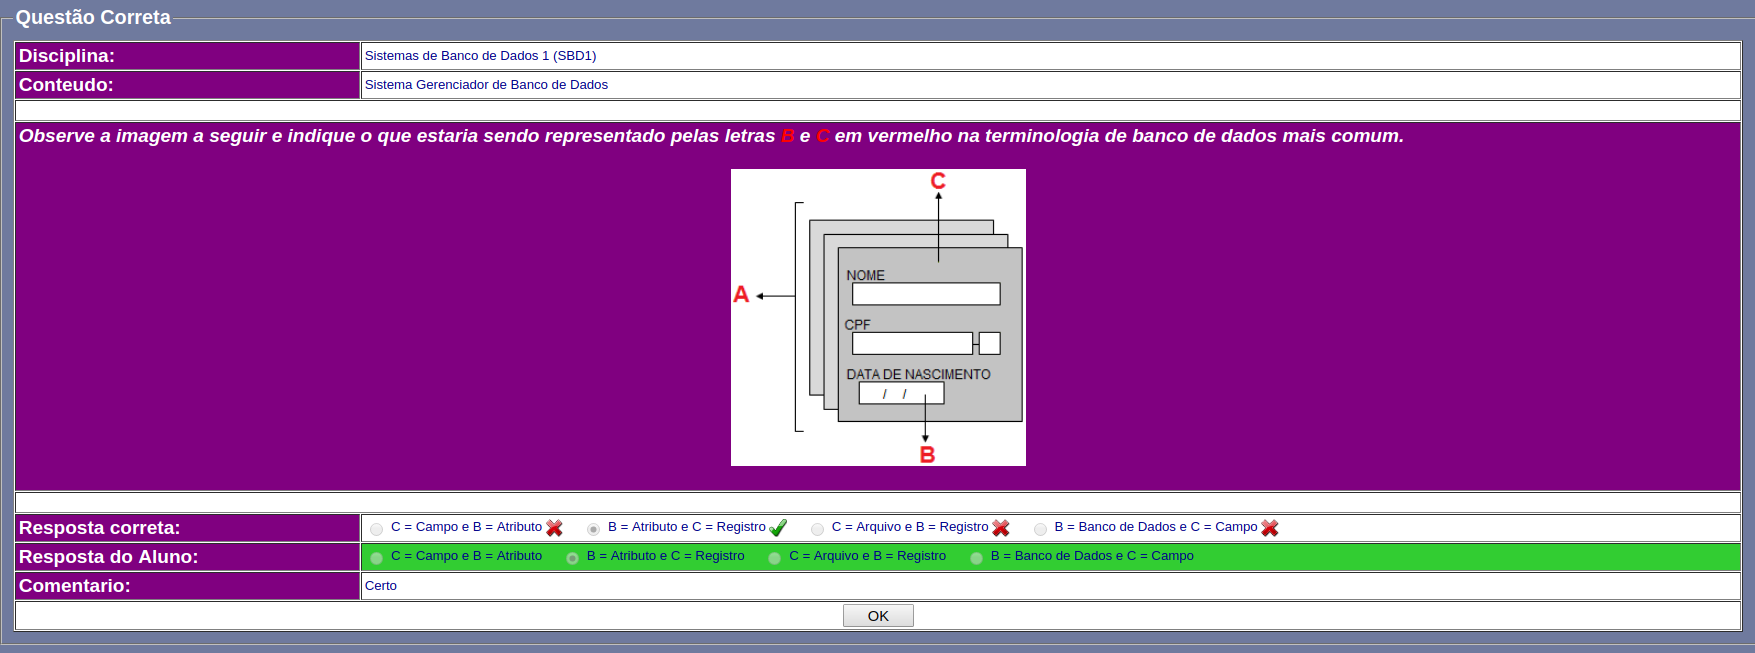 Questão Correta
Disciplina: Sistemas de Banco de Dados 1 (SBD1)
Conteudo: Sistema Gerenciador de Banco de Dados
Observe a imagem a seguir e indique o que estaria sendo representado pelas letras B e C em vermelho na terminologia de banco de dados mais comum.
C
NOME
A
CPF
DATA DE NASCIMENTO
/ /
B
Resposta correta: C = Campo e B = Atributo B = Atributo e C = Registro C = Arquivo e B = Registro B = Banco de Dados e C = Campo
Resposta do Aluno: C = Campo e B = Atributo B = Atributo e C = Registro C = Arquivo e B = Registro B = Banco de Dados e C = Campo
Comentario: Certo
OK